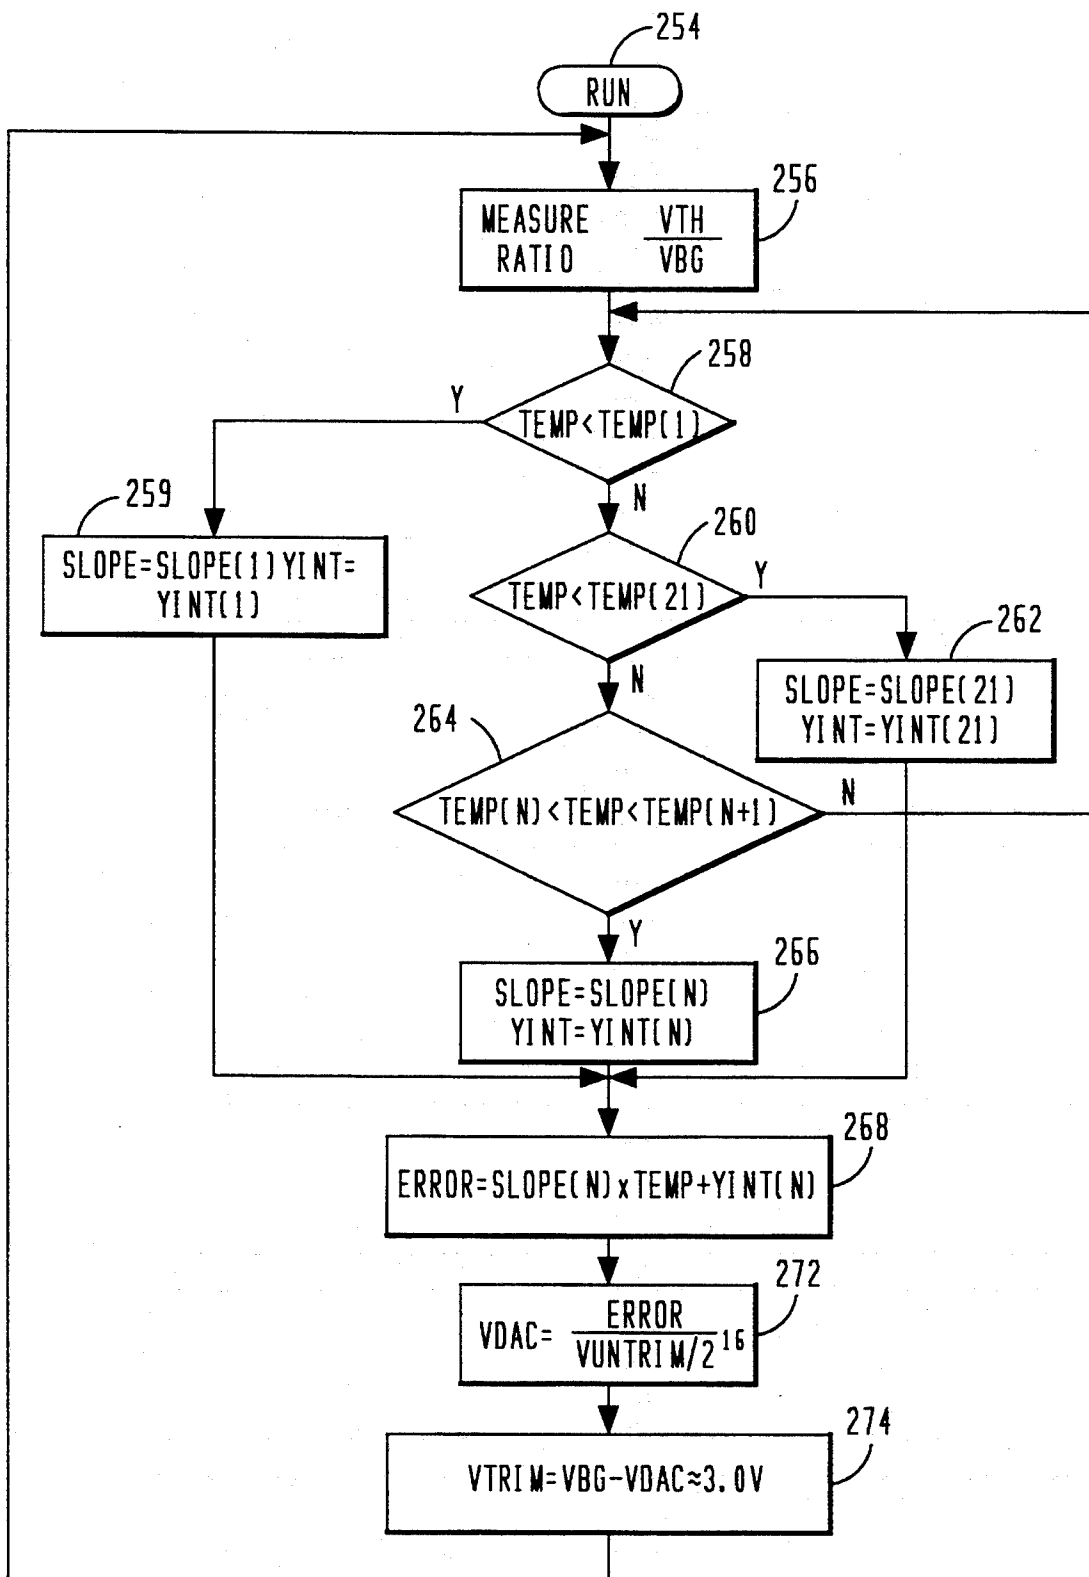 254
RUN
256
MEASURE VTH
RATIO VBG
258
Y
TEMP<TEMP(1)
N
259
SLOPE=SLOPE(1)YINT=
YINT(1)
260
Y
TEMP<TEMP(21)
N
262
SLOPE=SLOPE(21)
YINT=YINT(21)
264
TEMP(N)<TEMP<TEMP(N+1)
N
Y
266
SLOPE=SLOPE(N)
YINT=YINT(N)
268
ERROR=SLOPE(N)xTEMP+YINT(N)
272
ERROR
VDAC=
VUNTRIM/2 16
274
VTRIM=VBG-VDAC≈3.0V